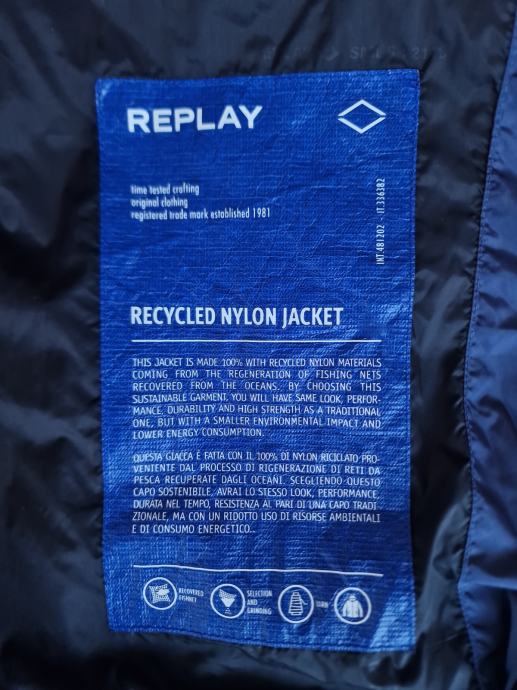 REPLAY
time tested crafting
original clothing
registered trade mark established 1981
INT.481202 - IT.336382
RECYCLED NYLON JACKET
THIS JACKET IS MADE 100% WITH RECYCLED NYLON MATERIALS
COMING FROM THE REGENERATION OF FISHING NETS
RECOVERED FROM THE OCEANS. BY CHOOSING THIS
SUSTAINABLE GARMENT, YOU WILL HAVE SAME LOOK, PERFOR-
MANCE, DURABILITY AND HIGH STRENGTH AS A TRADITIONAL
ONE, BUT WITH A SMALLER ENVIRONMENTAL IMPACT AND
LOWER ENERGY CONSUMPTION.
QUESTA GIACCA È FATTA CON IL 100% DI NYLON RICICLATO PRO-
VENIENTE DAL PROCESSO DI RIGENERAZIONE DI RETI DA
PESCA RECUPERATE DAGLI OCEANI. SCEGLIENDO QUESTO
CAPO SOSTENIBILE, AVRAI LO STESSO LOOK, PERFORMANCE,
DURATA NEL TEMPO, RESISTENZA AL PARI DI UNA CAPO TRADI
ZIONALE, MA CON UN RIDOTTO USO DI RISORSE AMBIENTALI
E DI CONSUMO ENERGETICO.
RECOVERED
FISHNET
SELECTION
AND
GRINDING
YARN